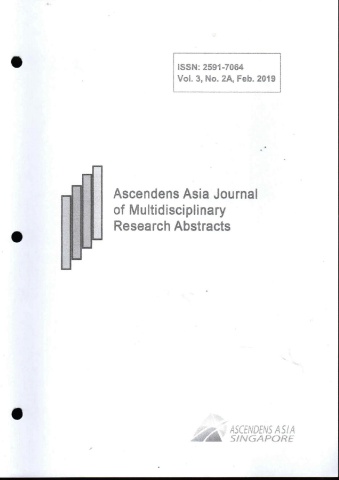 ISSN: 2591-7064
Vol. 3, No. 2A, Feb. 2019
Ascendens Asia Journal
of Multidisciplinary
Research Abstracts
ASCENDENS ASIA
SINGAPORE